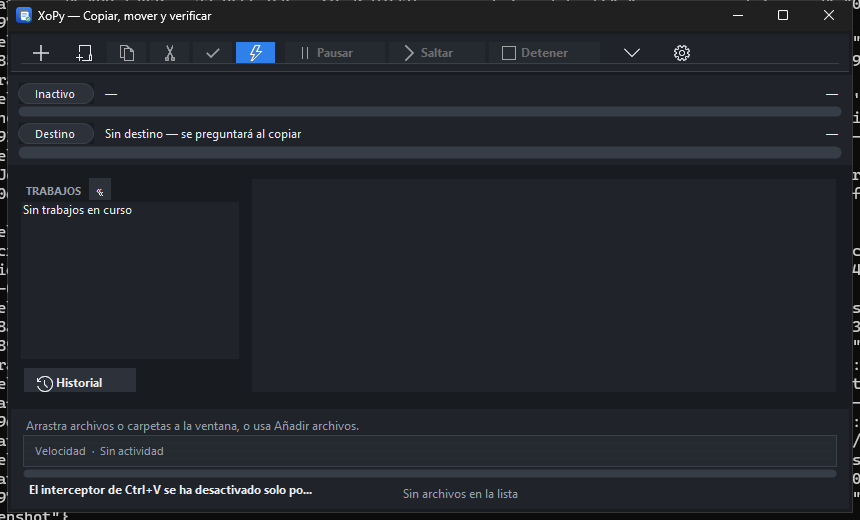 XoPy — Copiar, mover y verificar
Pausar
Saltar
Detener
Inactivo —
—
Destino Sin destino — se preguntará al copiar
—
TRABAJOS «
Sin trabajos en curso
Historial
Arrastra archivos o carpetas a la ventana, o usa Añadir archivos.
Velocidad · Sin actividad
El interceptor de Ctrl+V se ha desactivado solo po...
Sin archivos en la lista
enshot"}